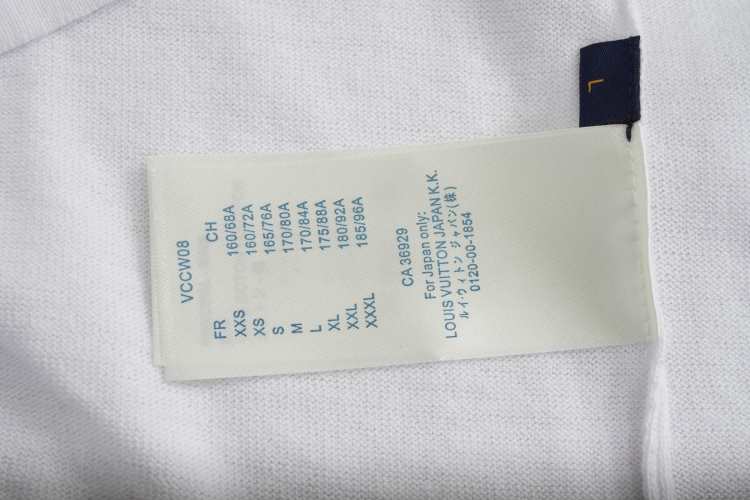 L
VCCW08
FR CH
XXS 160/68A
XS 160/72A
S 165/76A
M 170/80A
L 170/84A
XL 175/88A
XXL 180/92A
XXXL 185/96A
CA 36929
For Japan only:
LOUIS VUITTON JAPAN K.K.
ルイ・ヴィトン ジャパン(株)
0120-00-1854